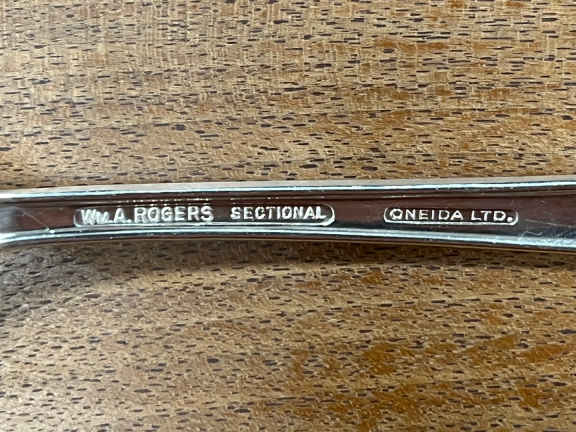 Wm A. ROGERS SECTIONAL ONEIDA LTD.